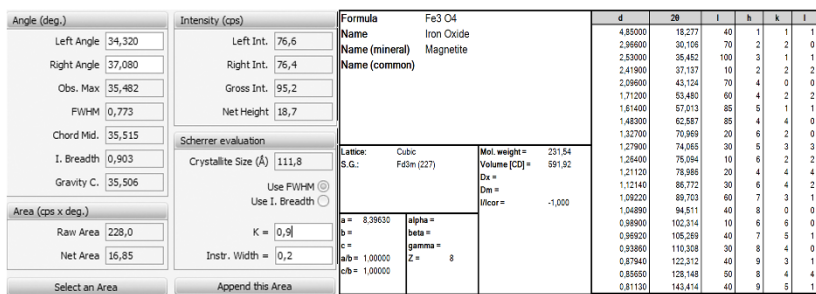 Angle (deg.)
Left Angle 34,320
Right Angle 37,080
Obs. Max 35,482
FWHM 0,773
Chord Mid. 35,515
I. Breadth 0,903
Gravity C. 35,506
Area (cps x deg.)
Raw Area 228,0
Net Area 16,85
Select an Area
Intensity (cps)
Left Int. 76,6
Right Int. 76,4
Gross Int. 95,2
Net Height 18,7
Scherrer evaluation
Crystallite Size (Å) 111,8
Use FWHM
Use I. Breadth
K = 0,9
Instr. Width = 0,2
Append this Area
Formula Fe3 O4
Name Iron Oxide
Name (mineral) Magnetite
Name (common)
Lattice: Cubic
S.G.: Fd3m (227)
Mol. weight = 231,54
Volume [CD] = 591,92
Dx =
Dm =
I/Icor = -1,000
a = 8,39630
b =
c =
a/b = 1,00000
c/b = 1,00000
alpha =
beta =
gamma =
Z = 8
d 2θ I h k l
4,85000 18,277 40 1 1 1
2,96600 30,106 70 2 2 0
2,53000 35,452 100 3 1 1
2,41900 37,137 10 2 2 2
2,09600 43,124 70 4 0 0
1,71200 53,480 60 4 2 2
1,61400 57,013 85 5 1 1
1,48300 62,587 85 4 4 0
1,32700 70,969 20 6 2 0
1,27900 74,065 30 5 3 3
1,26400 75,094 10 6 2 2
1,21120 78,986 20 4 4 4
1,12140 86,772 30 6 4 2
1,09220 89,703 60 7 3 1
1,04890 94,511 40 8 0 0
0,98900 102,314 10 6 6 0
0,96920 105,269 40 7 5 1
0,93860 110,308 30 8 4 0
0,87940 122,312 40 9 3 1
0,85650 128,148 50 8 4 4
0,81130 143,414 40 9 5 1